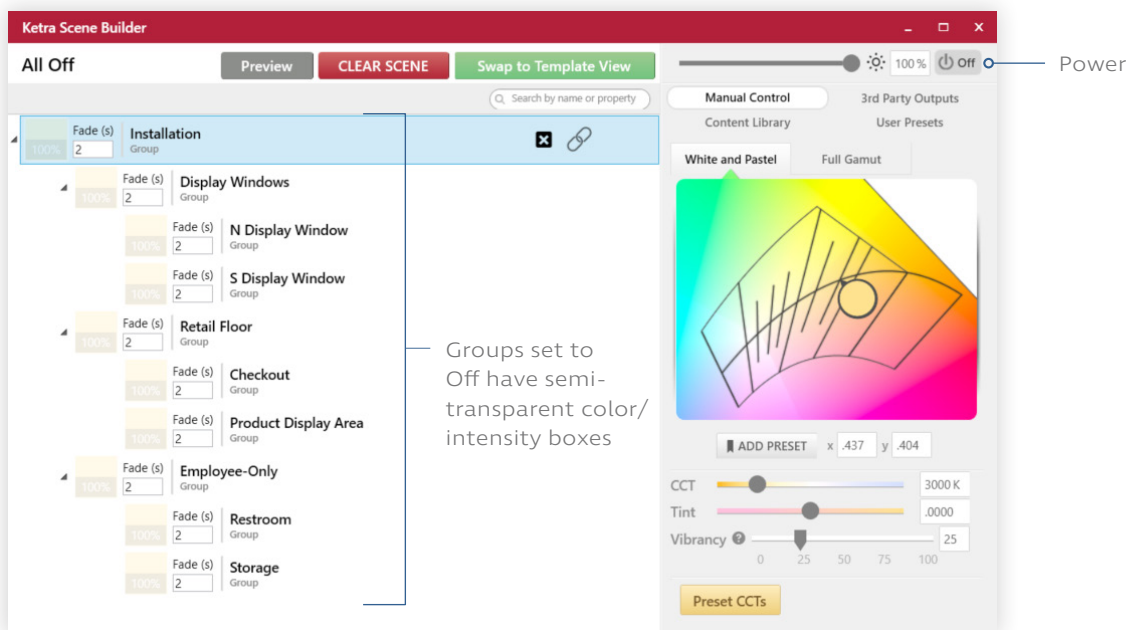 Ketra Scene Builder
All Off
Preview
CLEAR SCENE
Swap to Template View
100 %
Off
Power
Search by name or property
Manual Control
3rd Party Outputs
Content Library
User Presets
100%
Fade (s)
2
Installation
Group
100%
Fade (s)
2
Display Windows
Group
100%
Fade (s)
2
N Display Window
Group
100%
Fade (s)
2
S Display Window
Group
100%
Fade (s)
2
Retail Floor
Group
100%
Fade (s)
2
Checkout
Group
100%
Fade (s)
2
Product Display Area
Group
100%
Fade (s)
2
Employee-Only
Group
100%
Fade (s)
2
Restroom
Group
100%
Fade (s)
2
Storage
Group
Groups set to
Off have semi-
transparent color/
intensity boxes
White and Pastel
Full Gamut
ADD PRESET
x .437
y .404
CCT
3000 K
Tint
.0000
Vibrancy ?
25
0 25 50 75 100
Preset CCTs